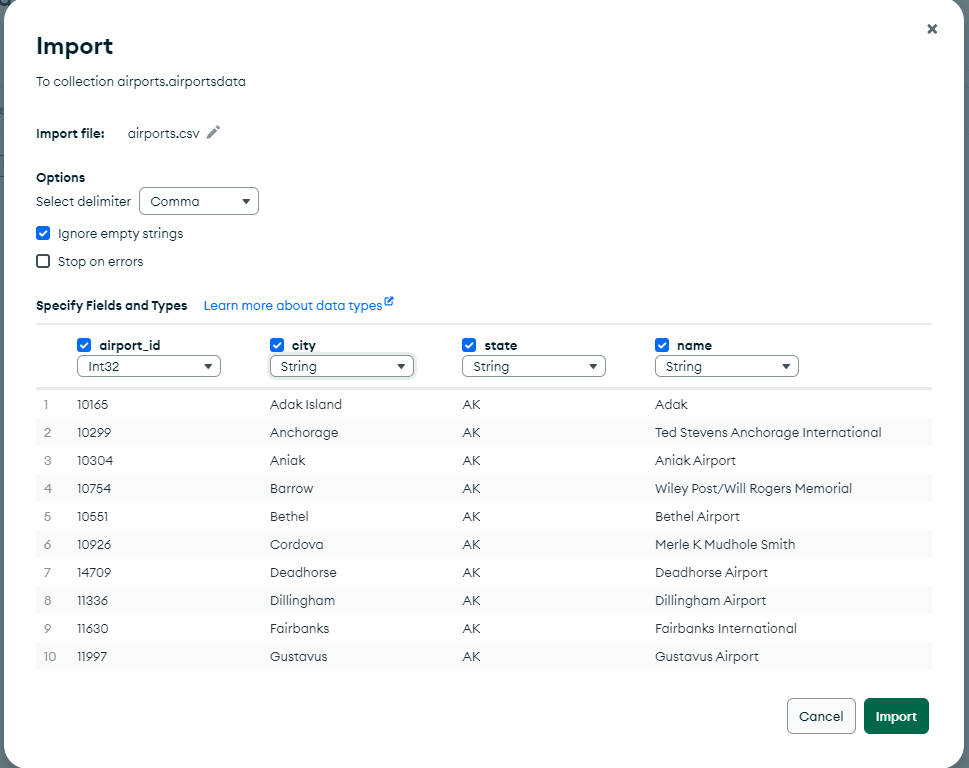 Import
To collection airports.airportsdata
Import file: airports.csv
Options
Select delimiter Comma
Ignore empty strings
Stop on errors
Specify Fields and Types Learn more about data types
airport_id city state name
Int32 String String String
1 10165 Adak Island AK Adak
2 10299 Anchorage AK Ted Stevens Anchorage International
3 10304 Aniak AK Aniak Airport
4 10754 Barrow AK Wiley Post/Will Rogers Memorial
5 10551 Bethel AK Bethel Airport
6 10926 Cordova AK Merle K Mudhole Smith
7 14709 Deadhorse AK Deadhorse Airport
8 11336 Dillingham AK Dillingham Airport
9 11630 Fairbanks AK Fairbanks International
10 11997 Gustavus AK Gustavus Airport
Cancel Import